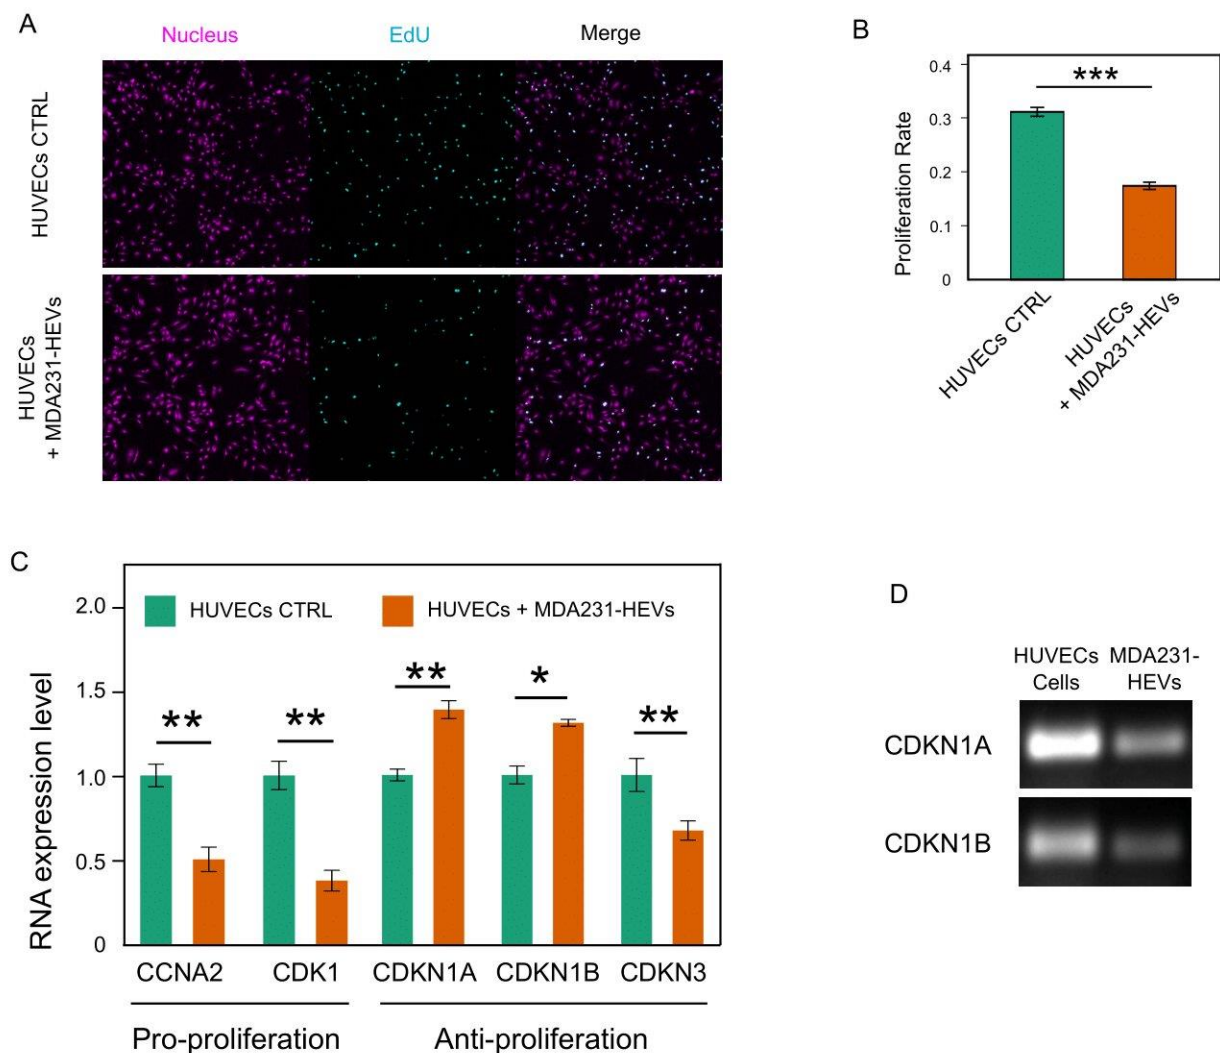 A
Nucleus
EdU
Merge
HUVECs CTRL
HUVECs
+ MDA231-HEVs
B
Proliferation Rate
0.4
0.3
0.2
0.1
0
***
HUVECs CTRL
HUVECs
+ MDA231-HEVs
C
RNA expression level
2.0
1.5
1.0
0.5
0
HUVECs CTRL
HUVECs + MDA231-HEVs
**
**
**
*
**
CCNA2
CDK1
CDKN1A
CDKN1B
CDKN3
Pro-proliferation
Anti-proliferation
D
HUVECs
Cells
MDA231-
HEVs
CDKN1A
CDKN1B